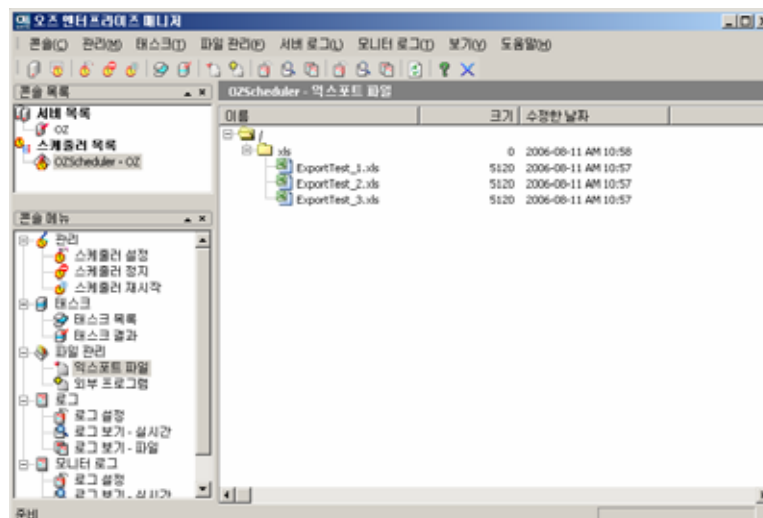 오즈 엔터프라이즈 매니저
콘솔(C) 관리(M) 태스크(T) 파일 관리(F) 서버 로그(L) 모니터 로그(O) 보기(V) 도움말(H)
콘솔 목록
서버 목록
OZ
스케줄러 목록
OZScheduler - OZ
콘솔 메뉴
관리
스케줄러 설정
스케줄러 정지
스케줄러 재시작
태스크
태스크 목록
태스크 결과
파일 관리
익스포트 파일
외부 프로그램
로그
로그 설정
로그 보기 - 실시간
로그 보기 - 파일
모니터 로그
로그 설정
로그 보기 - 실시간
OZScheduler - 익스포트 파일
이름 크기 수정한 날짜
/
xls 0 2006-08-11 AM 10:58
ExportTest_1.xls 5120 2006-08-11 AM 10:57
ExportTest_2.xls 5120 2006-08-11 AM 10:57
ExportTest_3.xls 5120 2006-08-11 AM 10:57
준비